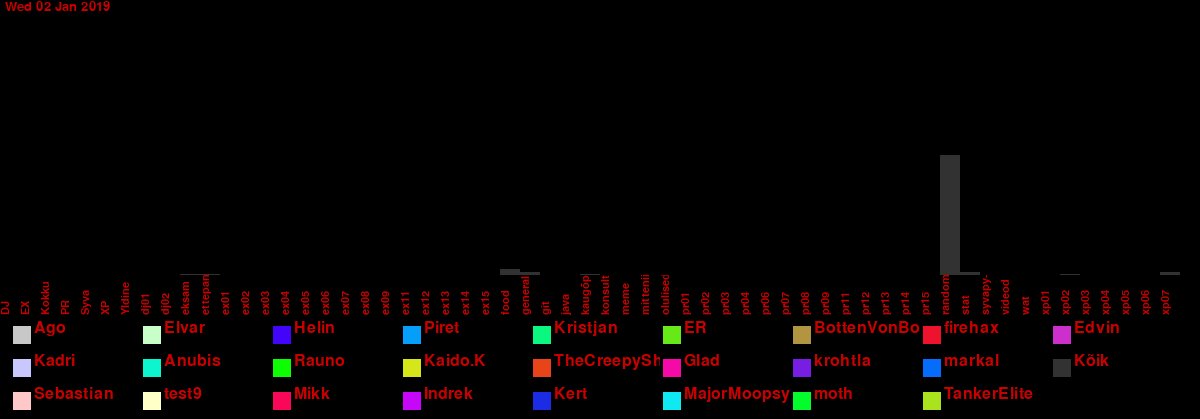 Wed 02 Jan 2019
DJ EX Kokku PR Syva XP Yldine dj01 dj02 eksam ettepan ex01 ex02 ex03 ex04 ex05 ex06 ex07 ex08 ex09 ex11 ex12 ex13 ex14 ex15 food general git java kaugõp konsult meme mittenii olulised pr01 pr02 pr03 pr04 pr06 pr07 pr08 pr09 pr11 pr12 pr13 pr14 pr15 random stat syvapy- videod wat xp01 xp02 xp03 xp04 xp05 xp06 xp07
Ago Elvar Helin Piret Kristjan ER BottenVonBo firehax Edvin
Kadri Anubis Rauno Kaido.K TheCreepySh Glad krohtla markal Kõik
Sebastian test9 Mikk Indrek Kert MajorMoopsy moth TankerElite